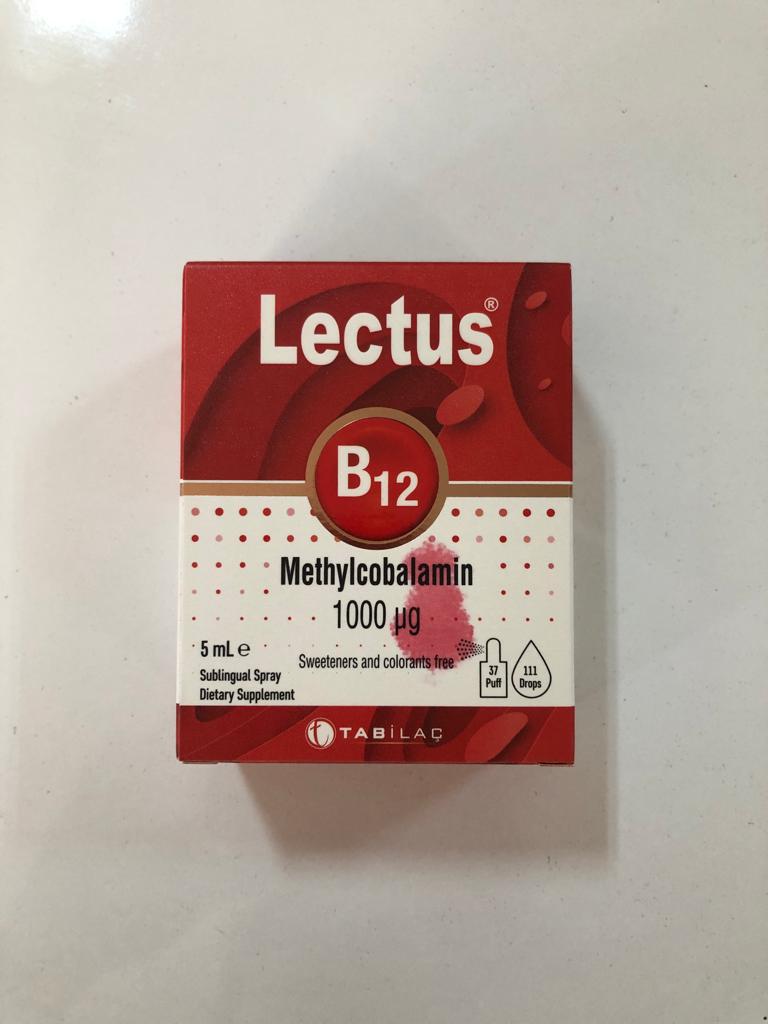 Lectus®
B12
Methylcobalamin
1000 µg
5 mL ℮
Sublingual Spray
Dietary Supplement
Sweeteners and colorants free
37
Puff
111
Drops
t TABİLAÇ